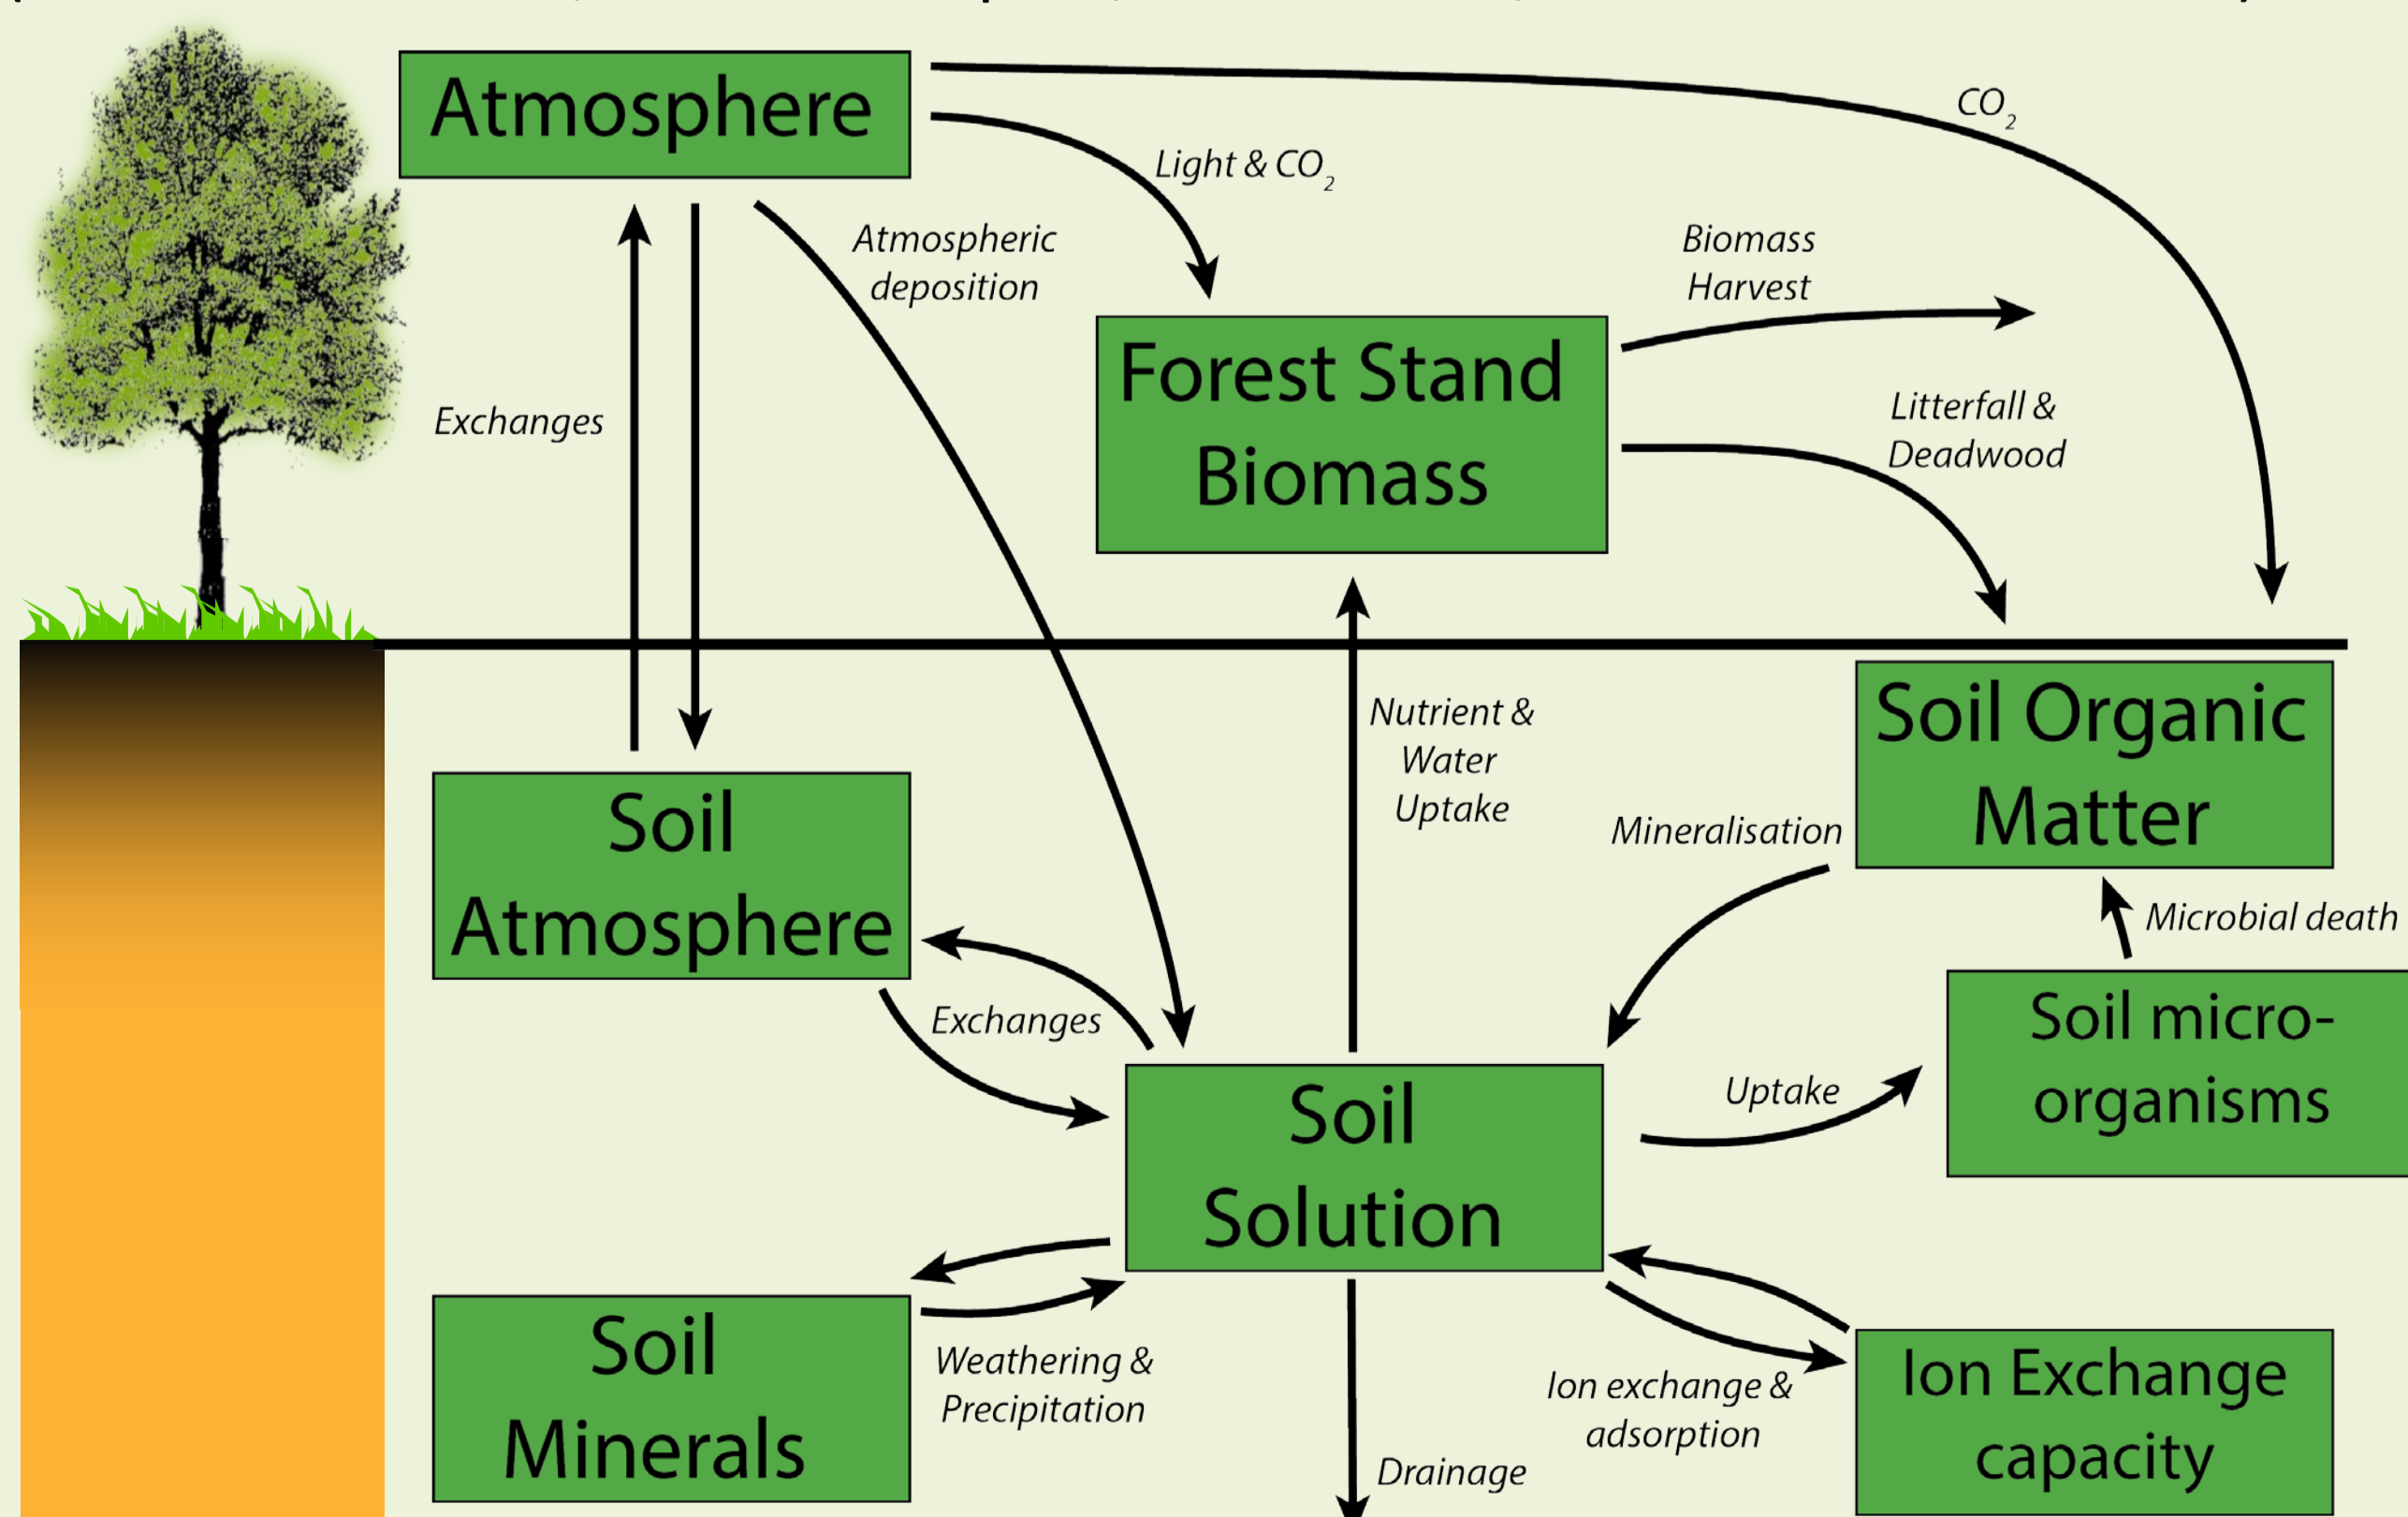 Atmosphere
CO₂
Light & CO₂
Atmospheric
deposition
Biomass
Harvest
Exchanges
Forest Stand
Biomass
Litterfall &
Deadwood
Nutrient &
Water
Uptake
Soil Organic
Matter
Soil
Atmosphere
Mineralisation
Microbial death
Exchanges
Soil micro-
organisms
Uptake
Soil
Solution
Soil
Minerals
Weathering &
Precipitation
Ion exchange &
adsorption
Ion Exchange
capacity
Drainage